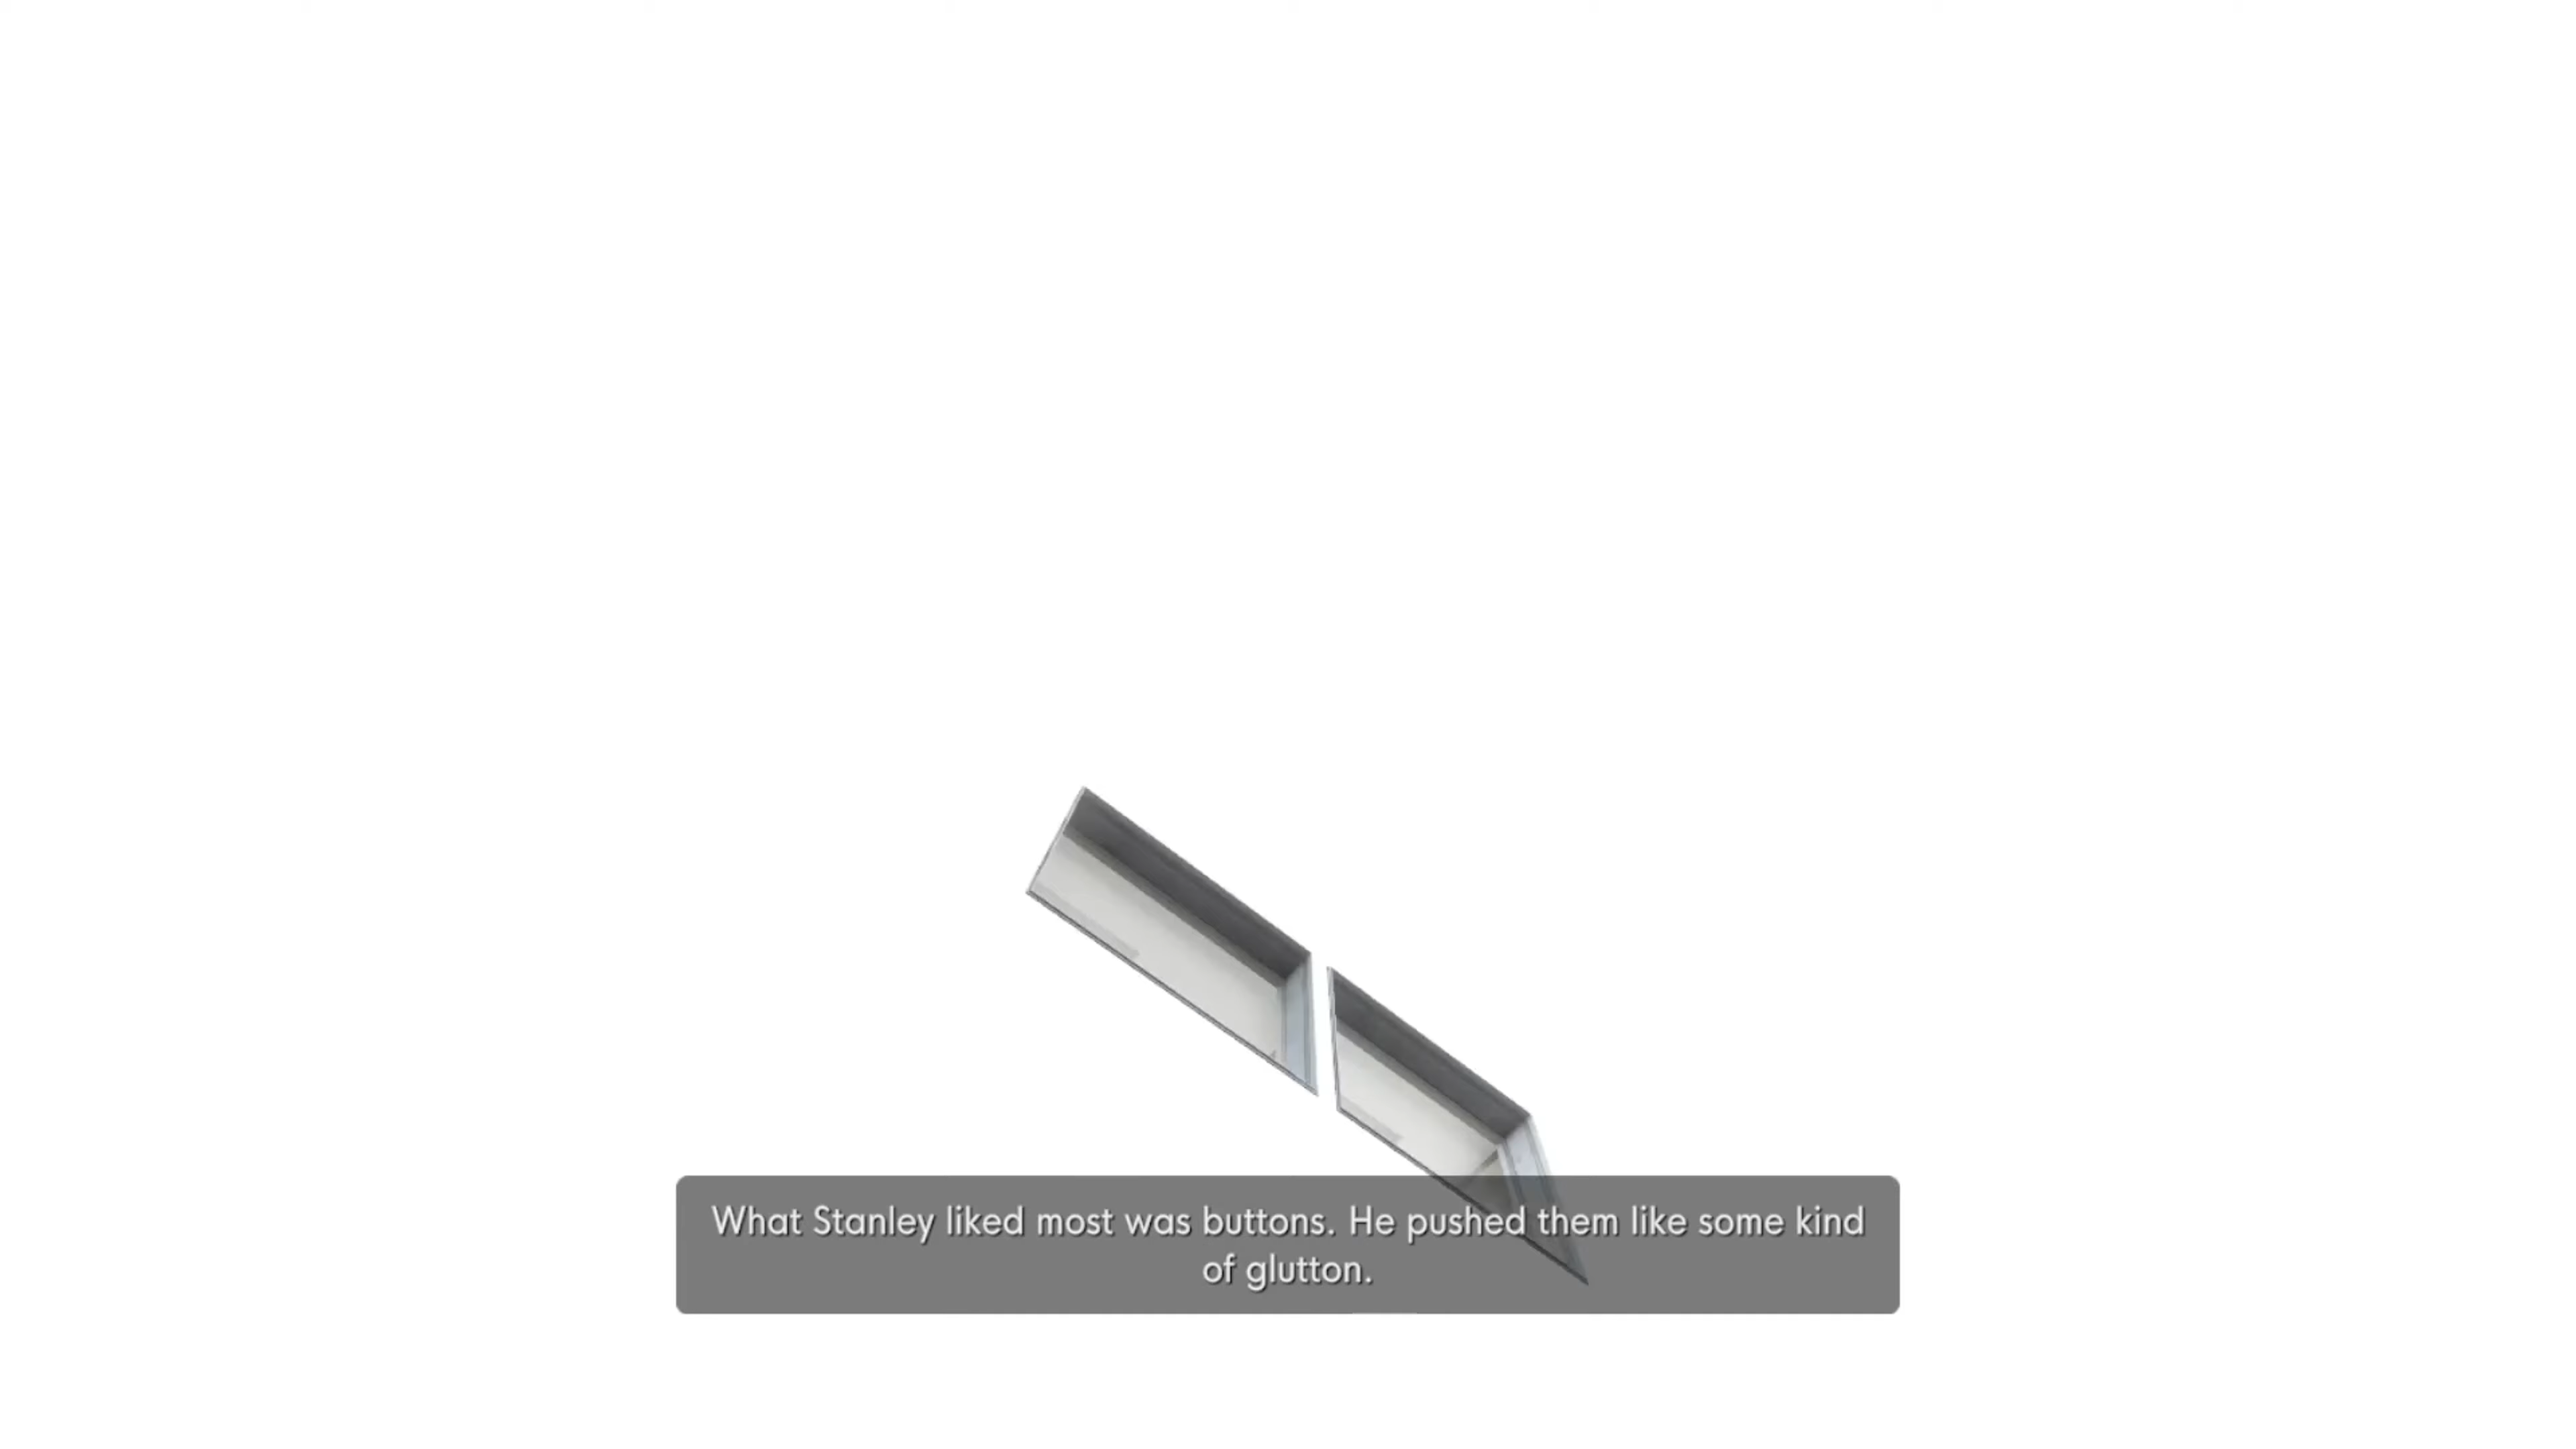 What Stanley liked most was buttons. He pushed them like some kind
of glutton.